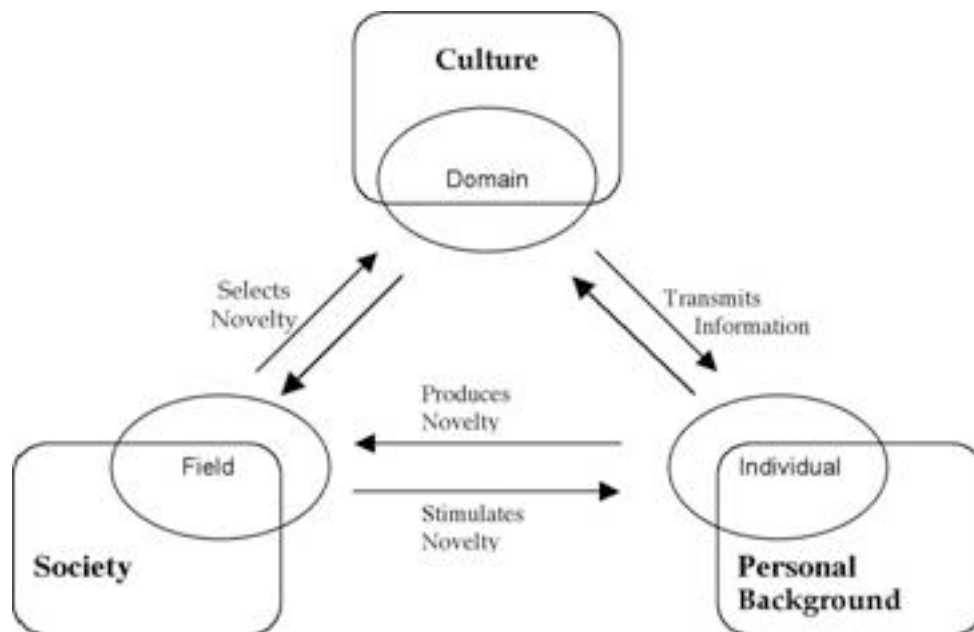 Culture
Domain
Selects
Novelty
Transmits
Information
Produces
Novelty
Field
Individual
Stimulates
Novelty
Society
Personal
Background